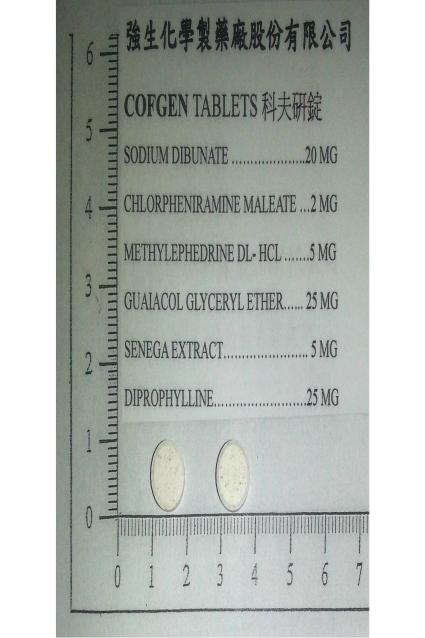 強生化學製藥廠股份有限公司
COFGEN TABLETS 科夫研錠
SODIUM DIBUNATE ....................20 MG
CHLORPHENIRAMINE MALEATE ...2 MG
METHYLEPHEDRINE DL- HCL .......5 MG
GUAIACOL GLYCERYL ETHER...... 25 MG
SENEGA EXTRACT....................... 5 MG
DIPROPHYLLINE.........................25 MG
6
5
4
3
2
1
0
0 1 2 3 4 5 6 7